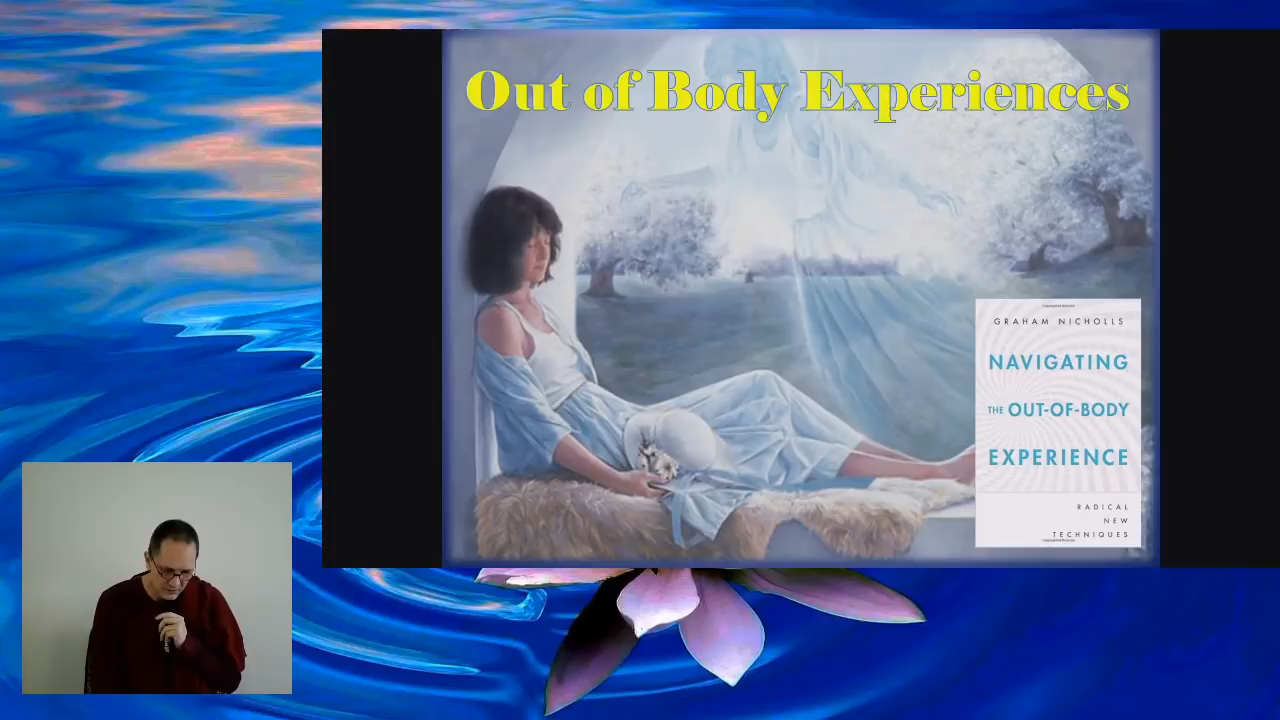 Out of Body Experiences
GRAHAM NICHOLLS
NAVIGATING
THE OUT-OF-BODY
EXPERIENCE
RADICAL
NEW
TECHNIQUES